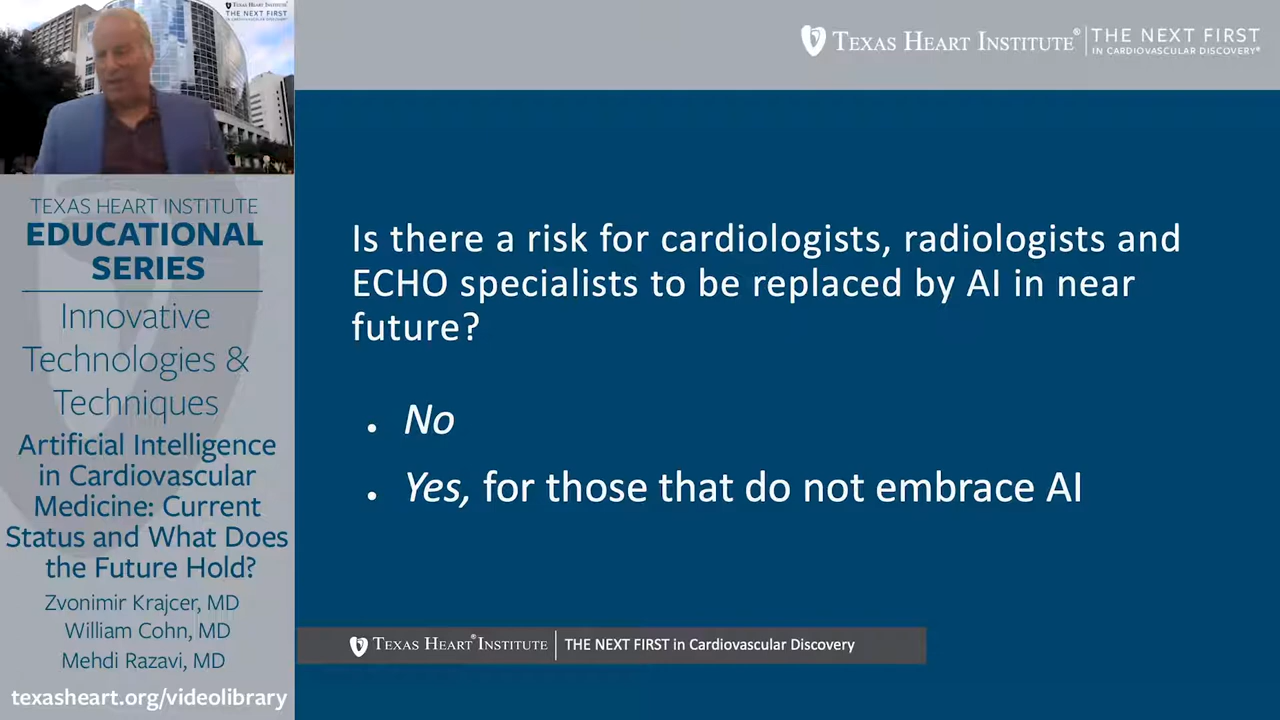 THE NEXT FIRST
TEXAS HEART INSTITUTE® THE NEXT FIRST
IN CARDIOVASCULAR DISCOVERY®
TEXAS HEART INSTITUTE
EDUCATIONAL
SERIES
Innovative
Technologies &
Techniques
Artificial Intelligence
in Cardiovascular
Medicine: Current
Status and What Does
the Future Hold?
Zvonimir Krajcer, MD
William Cohn, MD
Mehdi Razavi, MD
texasheart.org/videolibrary
Is there a risk for cardiologists, radiologists and
ECHO specialists to be replaced by AI in near
future?
• No
• Yes, for those that do not embrace AI
TEXAS HEART® INSTITUTE THE NEXT FIRST in Cardiovascular Discovery